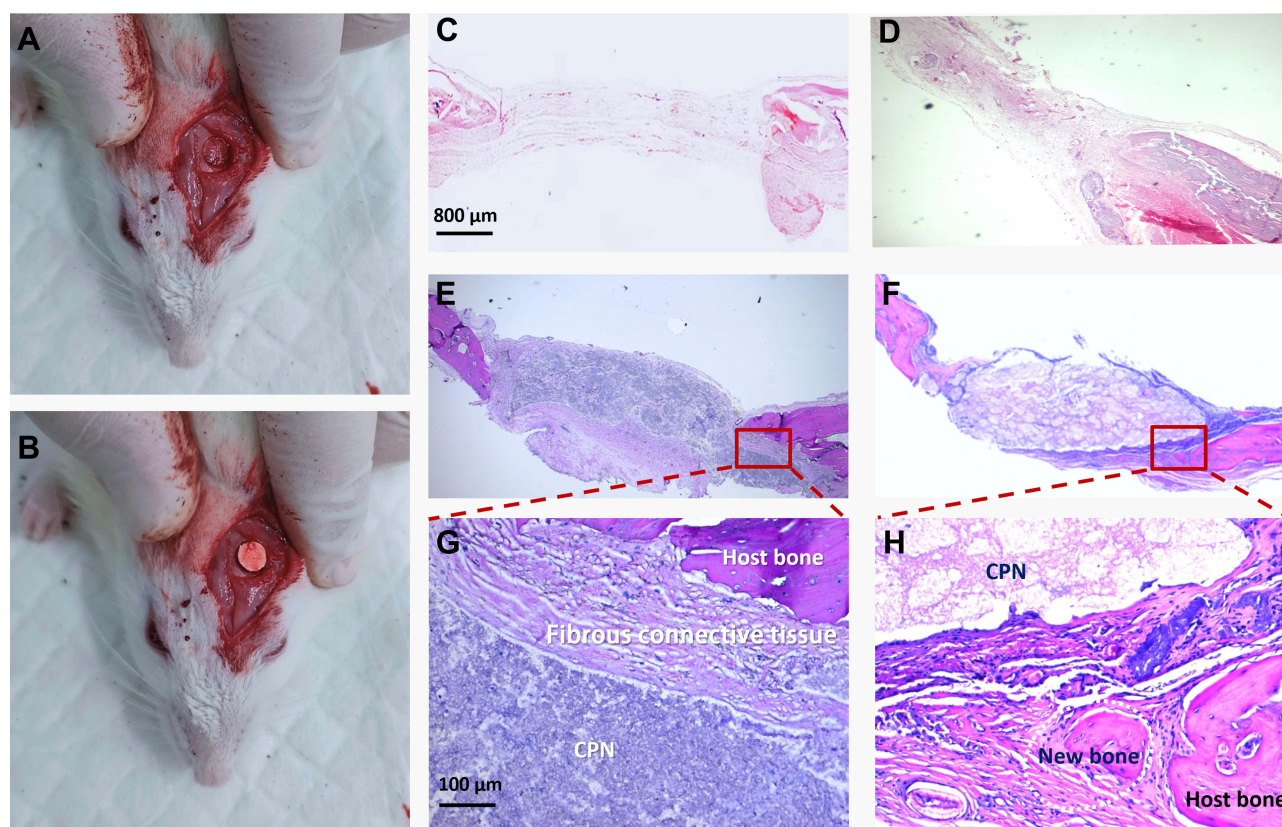 A
B
C
800 µm
D
E
F
G
Host bone
Fibrous connective tissue
CPN
100 µm
H
CPN
New bone
Host bone